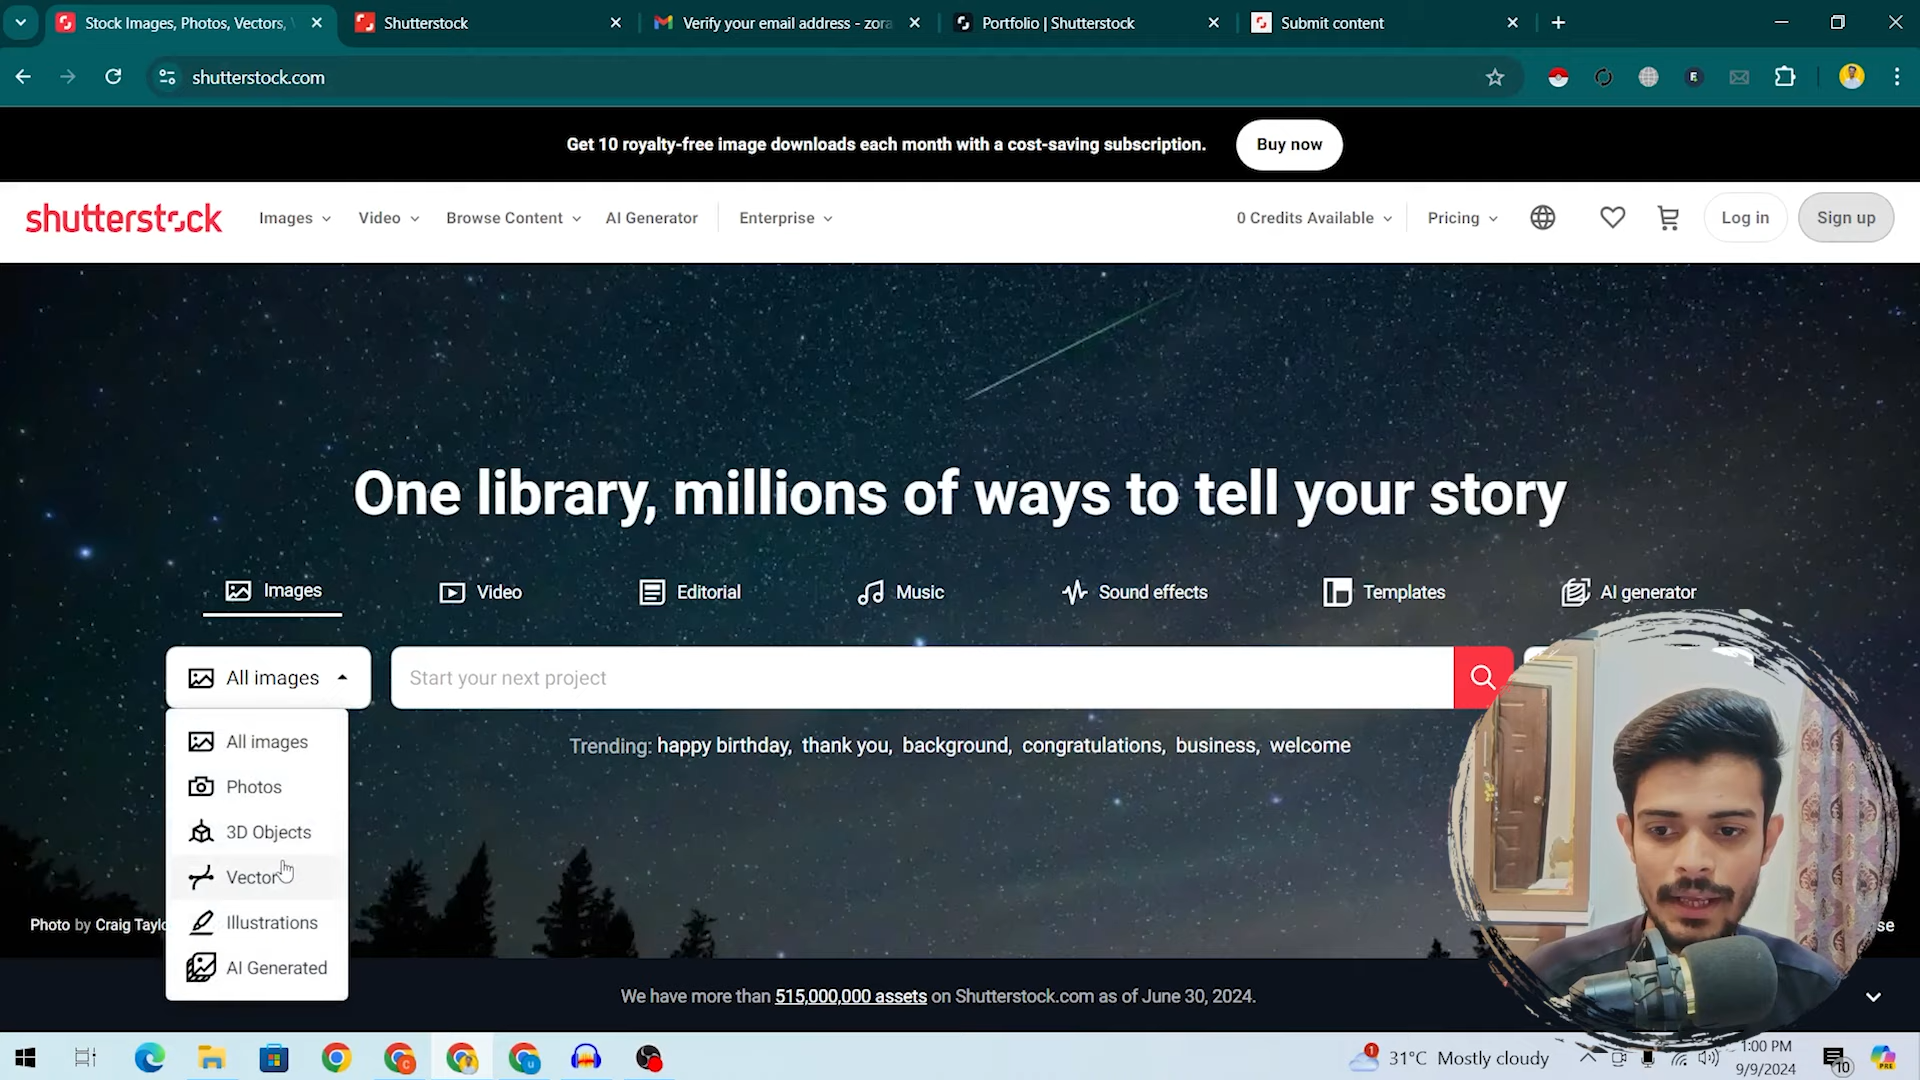 Stock Images, Photos, Vectors,
Shutterstock
Verify your email address - zora
Portfolio | Shutterstock
Submit content
shutterstock.com
Get 10 royalty-free image downloads each month with a cost-saving subscription.
Buy now
shutterstock
Images
Video
Browse Content
AI Generator
Enterprise
0 Credits Available
Pricing
Log in
Sign up
One library, millions of ways to tell your story
Images
Video
Editorial
Music
Sound effects
Templates
AI generator
All images
Start your next project
Trending: happy birthday, thank you, background, congratulations, business, welcome
All images
Photos
3D Objects
Vector
Illustrations
AI Generated
Photo by Craig Taylo
We have more than 515,000,000 assets on Shutterstock.com as of June 30, 2024.
1
31°C Mostly cloudy
1:00 PM
9/9/2024
10
PRE